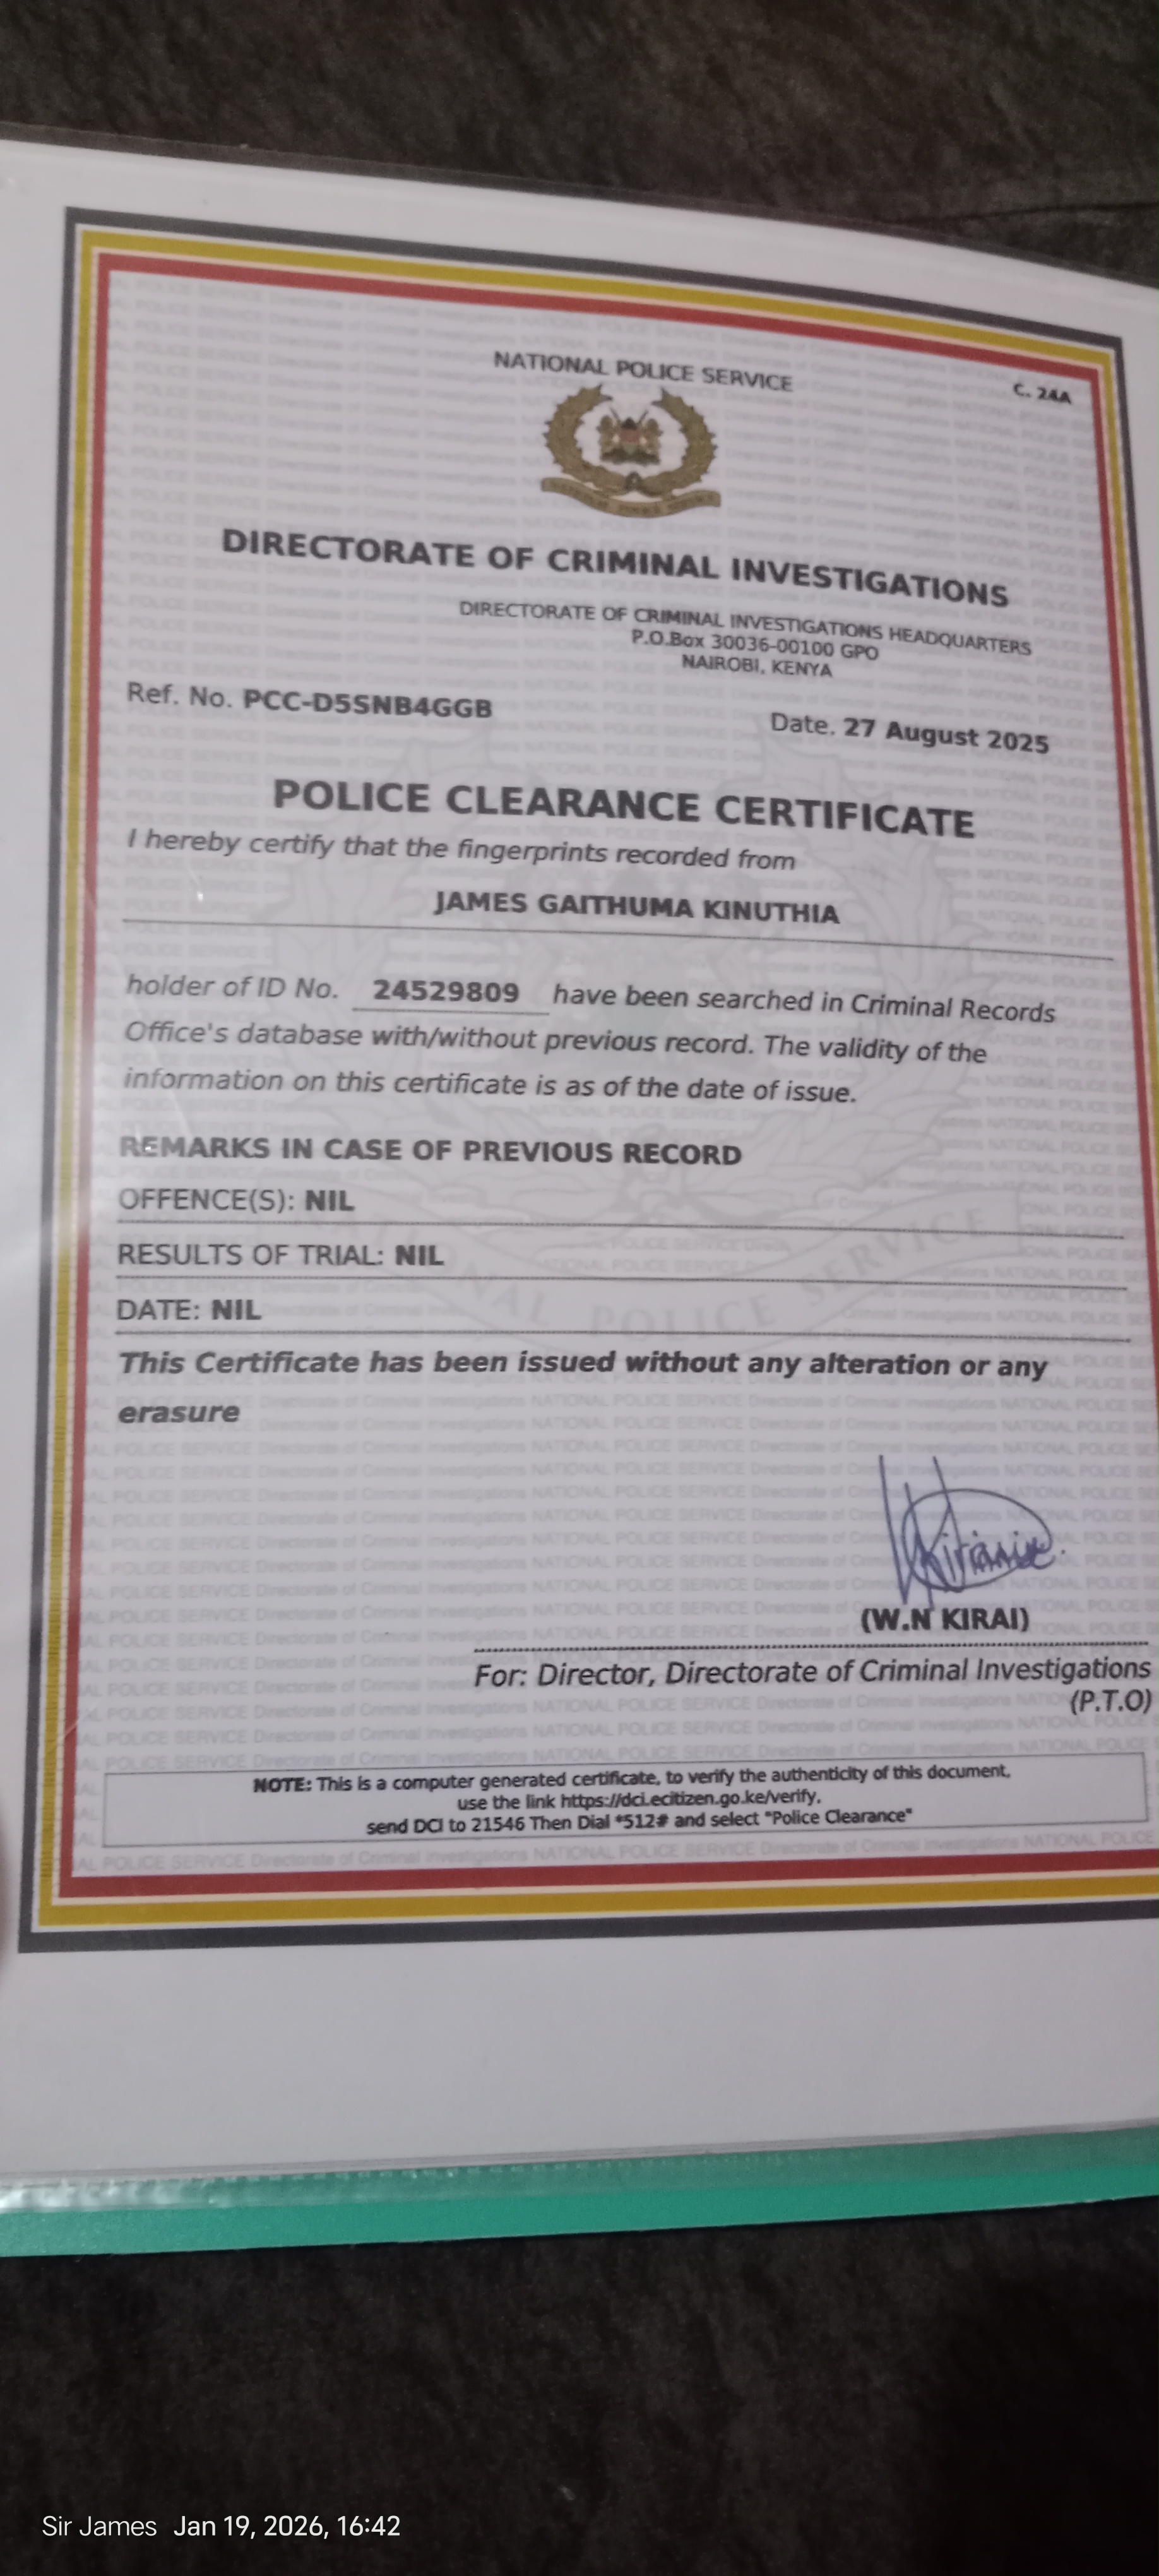 NATIONAL POLICE SERVICE
C. 24A
DIRECTORATE OF CRIMINAL INVESTIGATIONS
DIRECTORATE OF CRIMINAL INVESTIGATIONS HEADQUARTERS
P.O.Box 30036-00100 GPO
NAIROBI, KENYA
Ref. No. PCC-D5SNB4GGB
Date. 27 August 2025
POLICE CLEARANCE CERTIFICATE
I hereby certify that the fingerprints recorded from
JAMES GAITHUMA KINUTHIA
holder of ID No. 24529809 have been searched in Criminal Records
Office's database with/without previous record. The validity of the
information on this certificate is as of the date of issue.
REMARKS IN CASE OF PREVIOUS RECORD
OFFENCE(S): NIL
RESULTS OF TRIAL: NIL
DATE: NIL
This Certificate has been issued without any alteration or any
erasure
(W.N KIRAI)
For: Director, Directorate of Criminal Investigations
(P.T.O)
NOTE: This is a computer generated certificate, to verify the authenticity of this document,
use the link https://dci.ecitizen.go.ke/verify,
send DCI to 21546 Then Dial *512# and select "Police Clearance"
Sir James Jan 19, 2026, 16:42